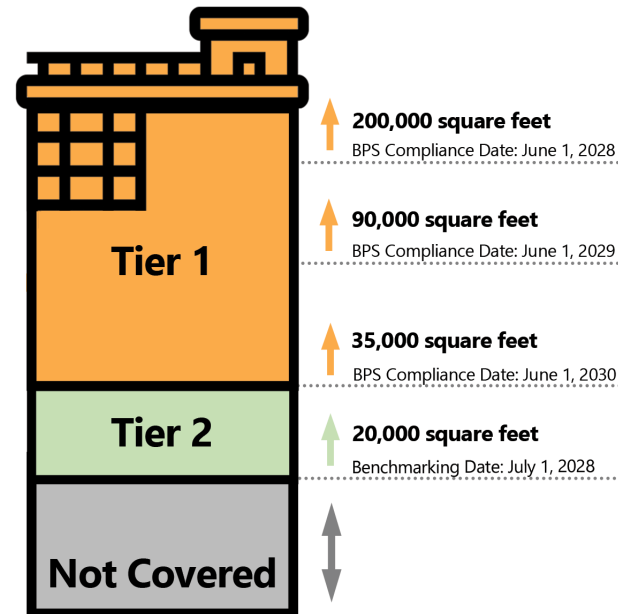 200,000 square feet
BPS Compliance Date: June 1, 2028
90,000 square feet
BPS Compliance Date: June 1, 2029
Tier 1
35,000 square feet
BPS Compliance Date: June 1, 2030
Tier 2
20,000 square feet
Benchmarking Date: July 1, 2028
Not Covered